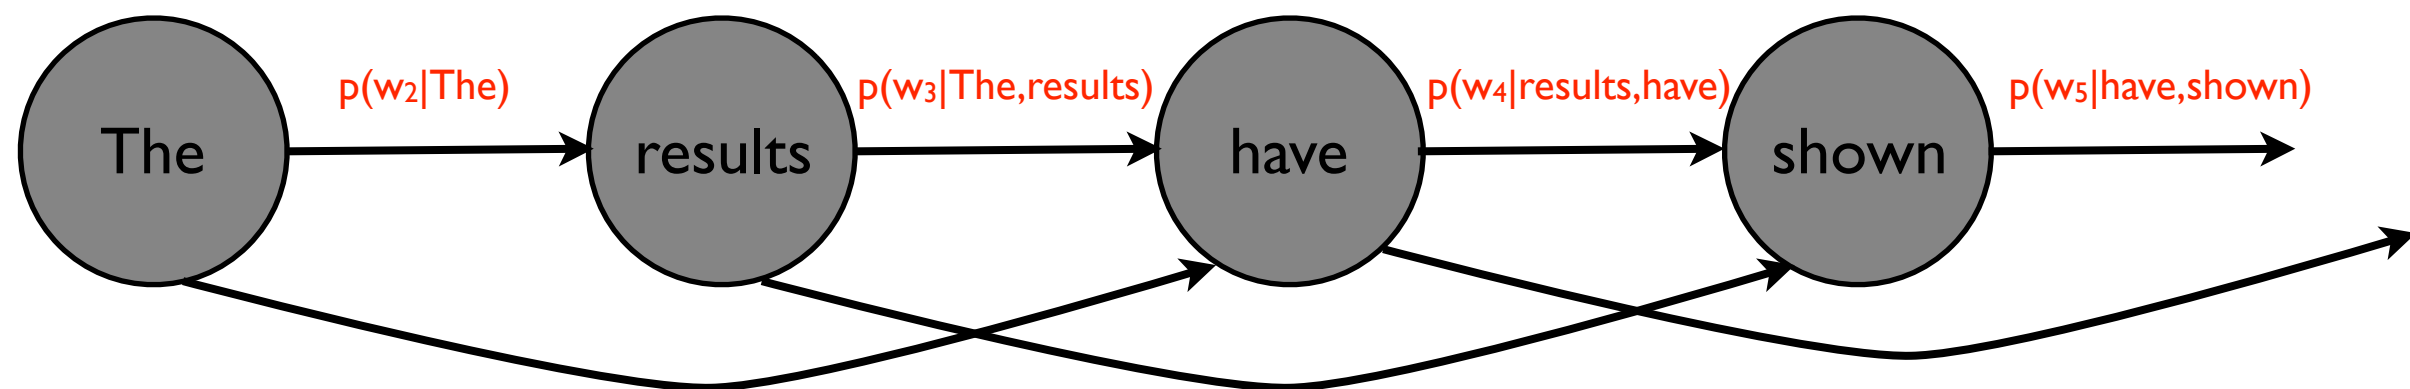 p(w₂|The) p(w₃|The,results) p(w₄|results,have) p(w₅|have,shown)
The results have shown